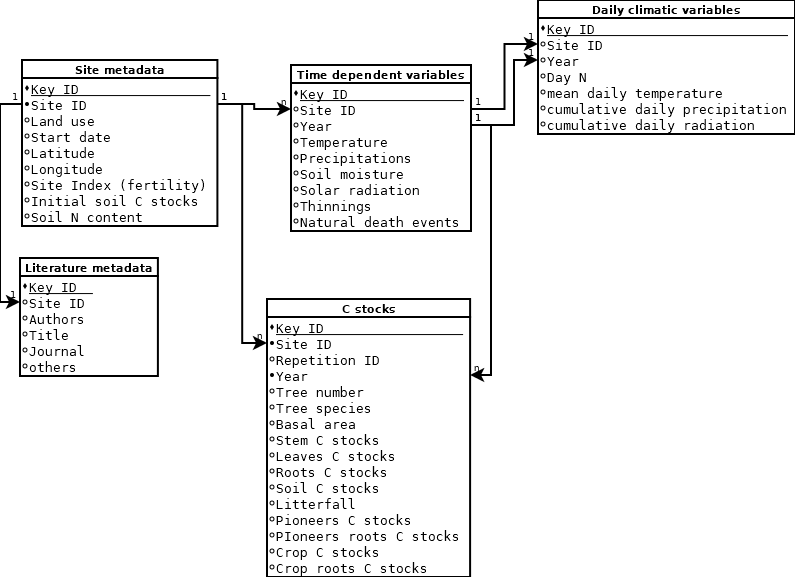 Daily climatic variables
Key ID
Site ID
Year
Day N
mean daily temperature
cumulative daily precipitation
cumulative daily radiation
Site metadata
Key ID
Site ID
Land use
Start date
Latitude
Longitude
Site Index (fertility)
Initial soil C stocks
Soil N content
Time dependent variables
Key ID
Site ID
Year
Temperature
Precipitations
Soil moisture
Solar radiation
Thinnings
Natural death events
Literature metadata
Key ID
Site ID
Authors
Title
Journal
others
C stocks
Key ID
Site ID
Repetition ID
Year
Tree number
Tree species
Basal area
Stem C stocks
Leaves C stocks
Roots C stocks
Soil C stocks
Litterfall
Pioneers C stocks
PIoneers roots C stocks
Crop C stocks
Crop roots C stocks
1
1
1
n
n
1
1
1
1
n